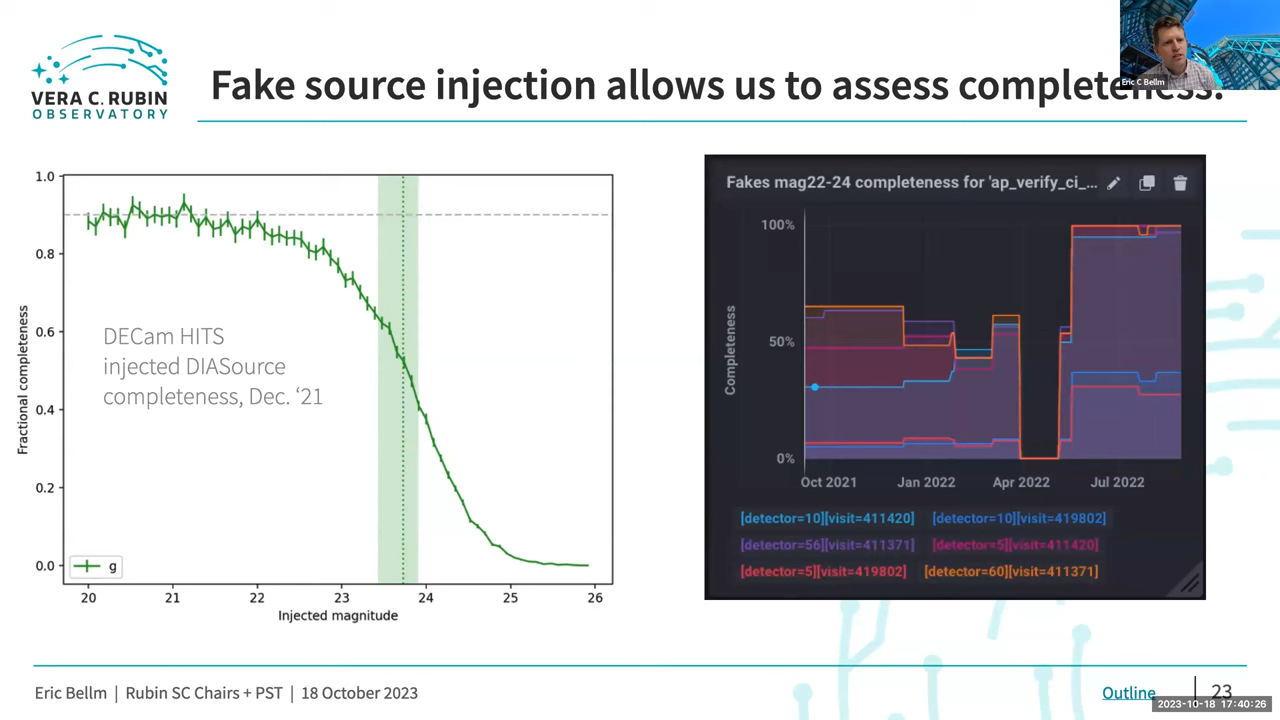 Eric C Bellm
VERA C. RUBIN
OBSERVATORY
Fake source injection allows us to assess completeness.
Fractional completeness
1.0
0.8
0.6
0.4
0.2
0.0
DECam HITS
injected DIASource
completeness, Dec. ‘21
g
20 21 22 23 24 25 26
Injected magnitude
Fakes mag22-24 completeness for 'ap_verify_ci_...
Completeness
100%
50%
0%
Oct 2021 Jan 2022 Apr 2022 Jul 2022
[detector=10][visit=411420] [detector=10][visit=419802]
[detector=56][visit=411371] [detector=5][visit=411420]
[detector=5][visit=419802] [detector=60][visit=411371]
Eric Bellm | Rubin SC Chairs + PST | 18 October 2023
Outline | 23
2023-10-18 17:40:26